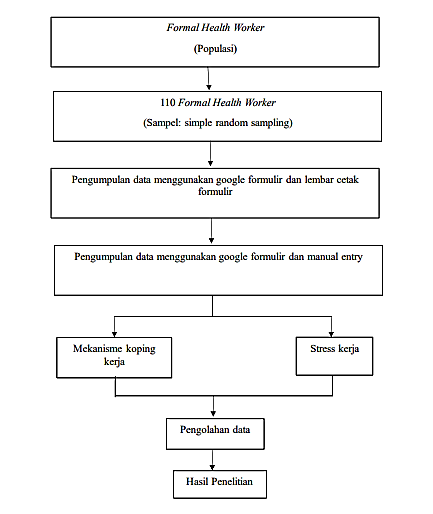 Formal Health Worker
(Populasi)
110 Formal Health Worker
(Sampel: simple random sampling)
Pengumpulan data menggunakan google formulir dan lembar cetak
formulir
Pengumpulan data menggunakan google formulir dan manual entry
Mekanisme koping
kerja
Stress kerja
Pengolahan data
Hasil Penelitian